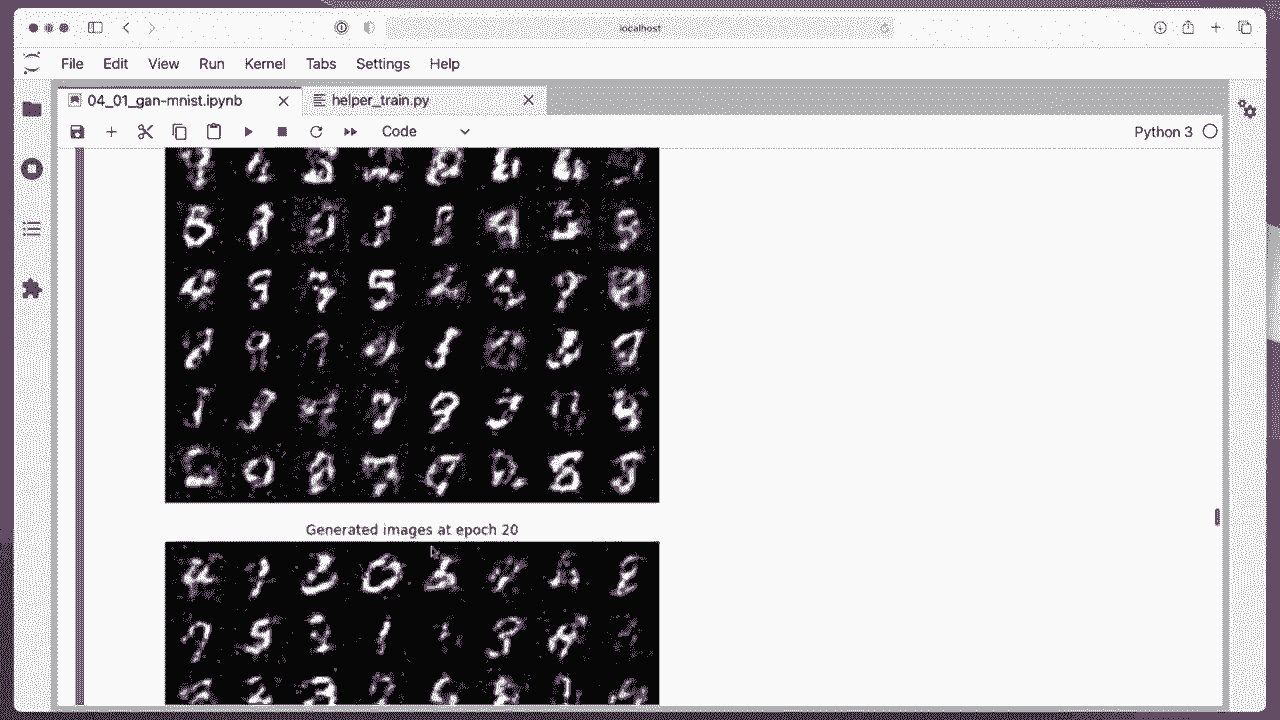 localhost
File Edit View Run Kernel Tabs Settings Help
04_01_gan-mnist.ipynb helper_train.py
Code Python 3
Generated images at epoch 20